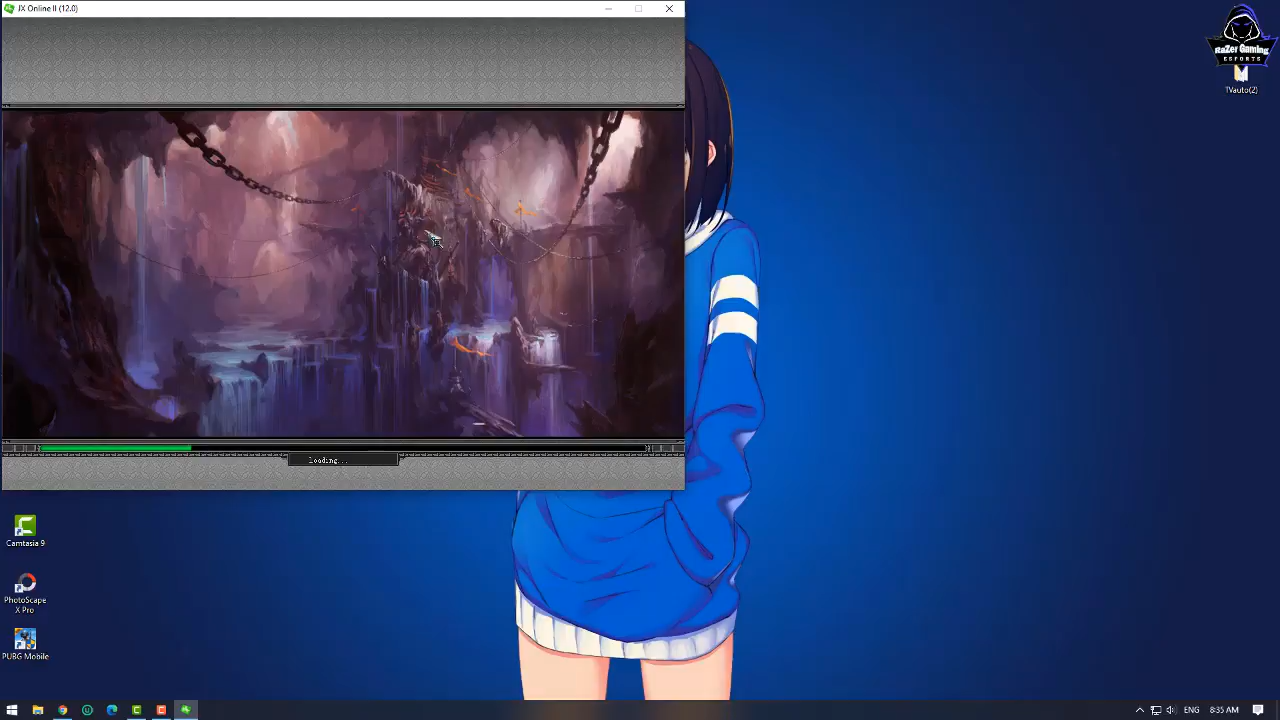 JX Online II (12.0)
RaZer Gaming
ESPORTS
TVauto(2)
loading...
Camtasia 9
PhotoScape
X Pro
PUBG Mobile
ENG
8:35 AM